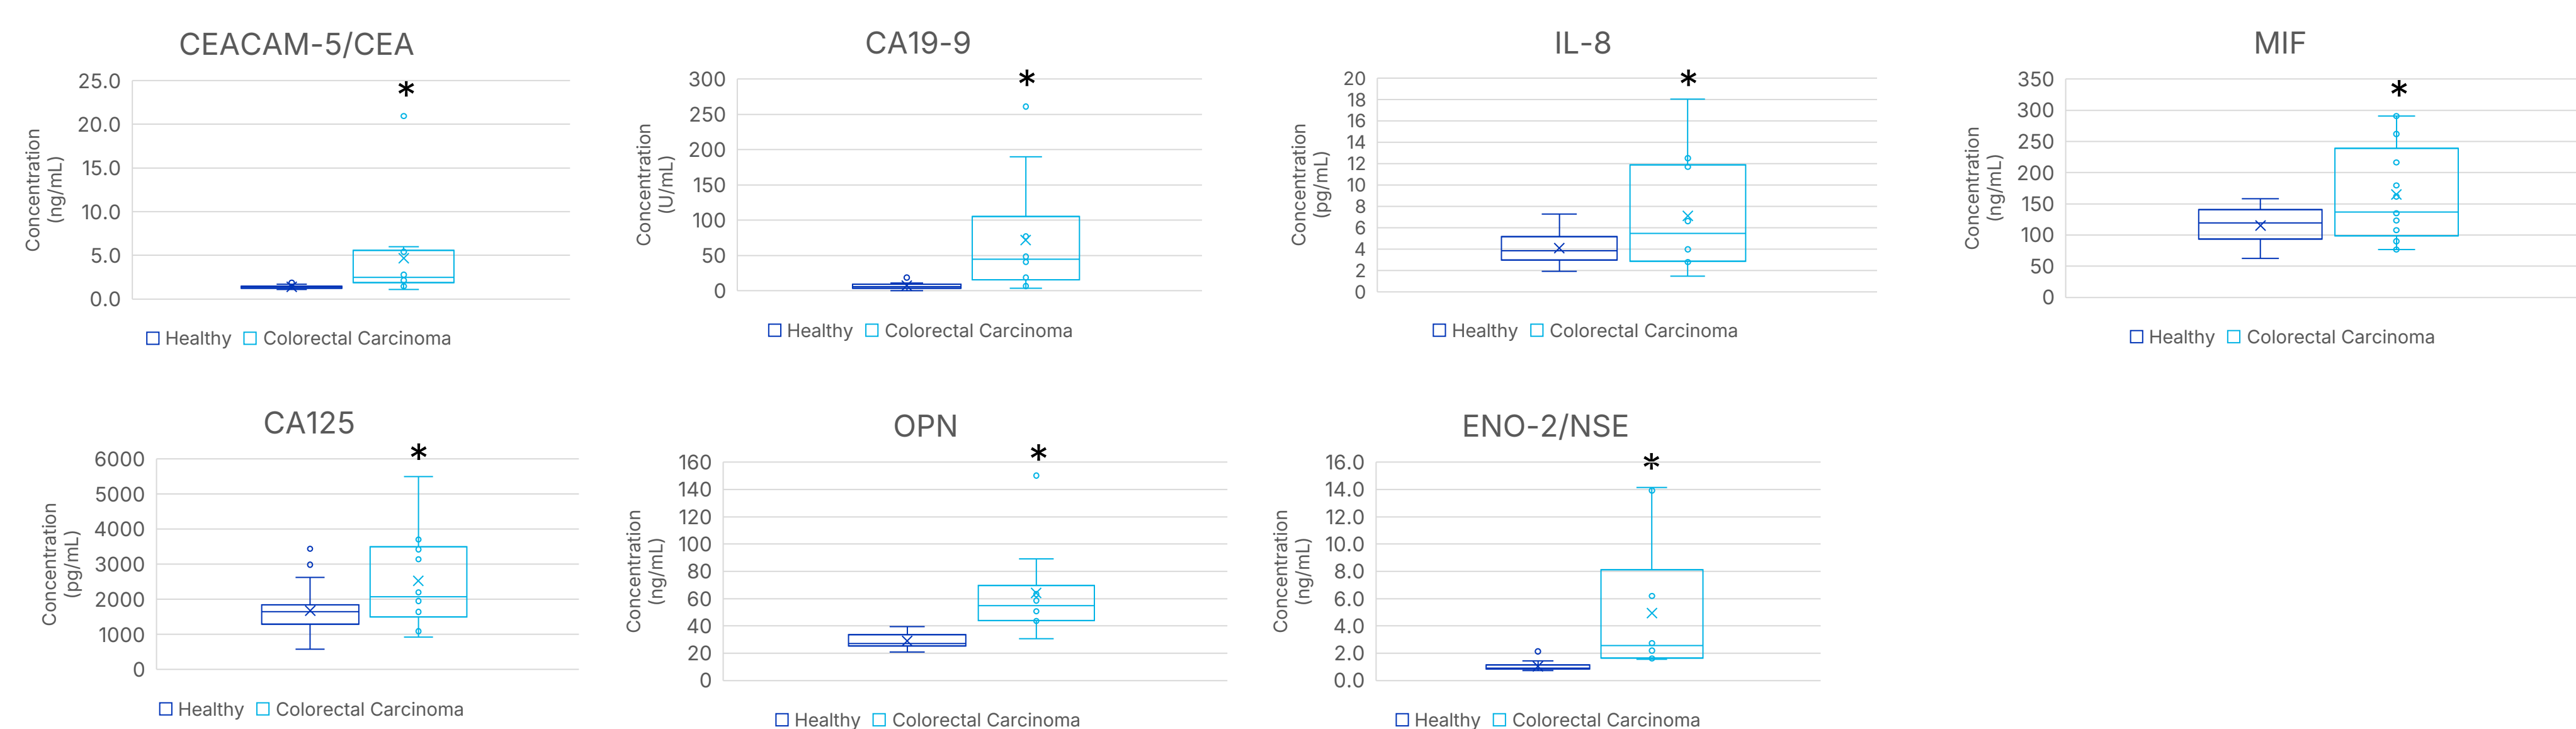 CEACAM-5/CEA
*
Concentration
(ng/mL)
25.0
20.0
15.0
10.0
5.0
0.0
Healthy
Colorectal Carcinoma
CA19-9
*
Concentration
(U/mL)
300
250
200
150
100
50
0
Healthy
Colorectal Carcinoma
IL-8
*
Concentration
(pg/mL)
20
18
16
14
12
10
8
6
4
2
0
Healthy
Colorectal Carcinoma
MIF
*
Concentration
(ng/mL)
350
300
250
200
150
100
50
0
Healthy
Colorectal Carcinoma
CA125
*
Concentration
(pg/mL)
6000
5000
4000
3000
2000
1000
0
Healthy
Colorectal Carcinoma
OPN
*
Concentration
(ng/mL)
160
140
120
100
80
60
40
20
0
Healthy
Colorectal Carcinoma
ENO-2/NSE
*
Concentration
(ng/mL)
16.0
14.0
12.0
10.0
8.0
6.0
4.0
2.0
0.0
Healthy
Colorectal Carcinoma